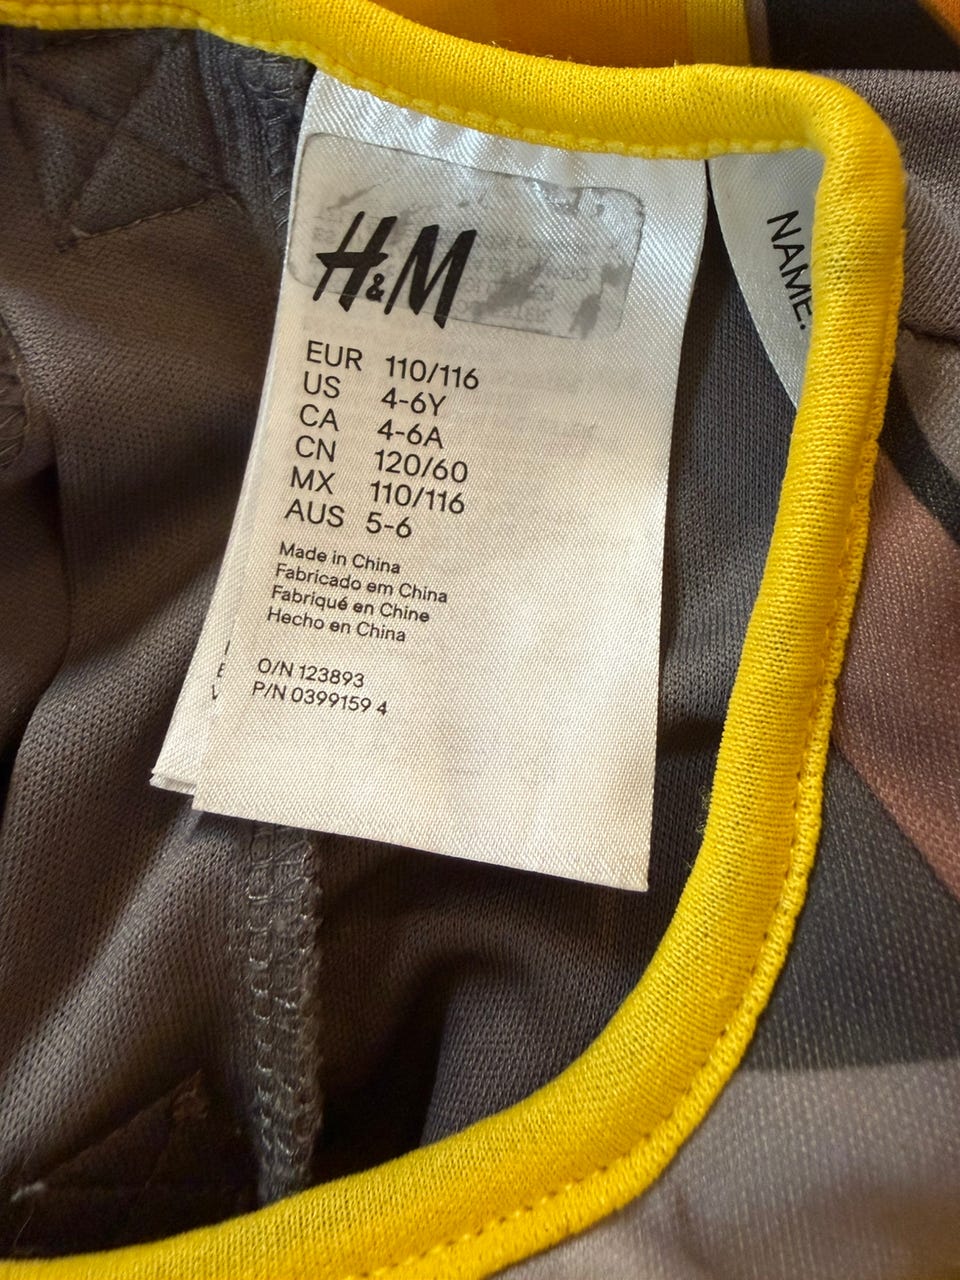 H&M
EUR 110/116
US 4-6Y
CA 4-6A
CN 120/60
MX 110/116
AUS 5-6
Made in China
Fabricado em China
Fabriqué en Chine
Hecho en China
O/N 123893
P/N 0399159 4
NAME: